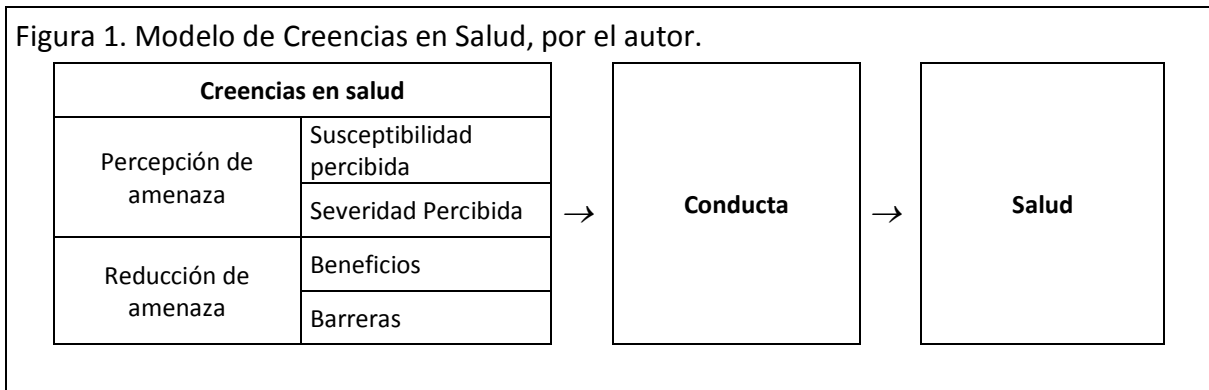 Figura 1. Modelo de Creencias en Salud, por el autor.
Creencias en salud
Percepción de
amenaza
Susceptibilidad
percibida
Severidad Percibida
Reducción de
amenaza
Beneficios
Barreras
→
Conducta
→
Salud